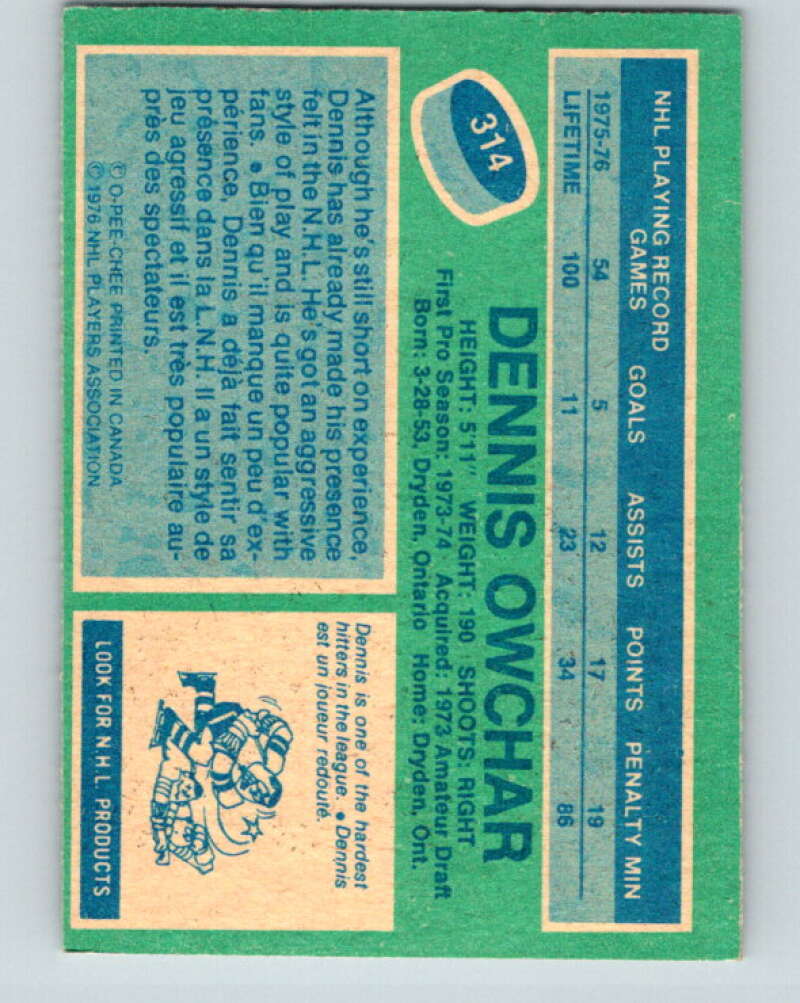 NHL PLAYING RECORD
GAMES GOALS ASSISTS POINTS PENALTY MIN
1975-76 54 5 12 17 19
LIFETIME 100 11 23 34 86
314
DENNIS OWCHAR
HEIGHT: 5'11" WEIGHT: 190 SHOOTS: RIGHT
First Pro Season: 1973-74 Acquired: 1973 Amateur Draft
Born: 3-28-53, Dryden, Ontario Home: Dryden, Ont.
Although he's still short on experience,
Dennis has already made his presence
felt in the N.H.L. He's got an aggressive
style of play and is quite popular with
fans. • Bien qu'il manque un peu d'ex-
périence, Dennis a déjà fait sentir sa
présence dans la L.N.H. Il a un style de
jeu agressif et il est très populaire au-
près des spectateurs.
© O-PEE-CHEE PRINTED IN CANADA
© 1976 NHL PLAYERS ASSOCIATION
Dennis is one of the hardest
hitters in the league. • Dennis
est un joueur redouté.
LOOK FOR N.H.L. PRODUCTS